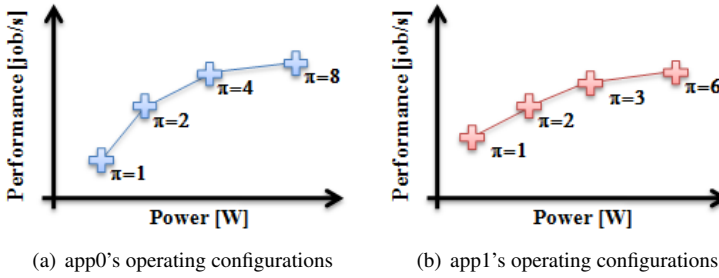 Performance [job/s]
π=1
π=2
π=4
π=8
Power [W]
(a) app0's operating configurations
Performance [job/s]
π=1
π=2
π=3
π=6
Power [W]
(b) app1's operating configurations